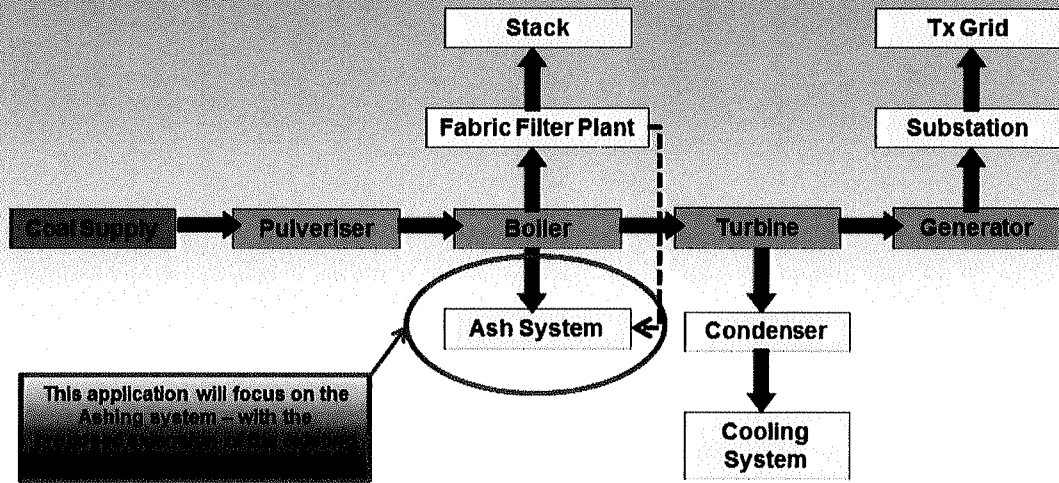 Stack
Tx Grid
Fabric Filter Plant
Substation
Coal Supply
Pulveriser
Boiler
Turbine
Generator
Ash System
Condenser
This application will focus on the
Ashing system – with the
Cooling
System